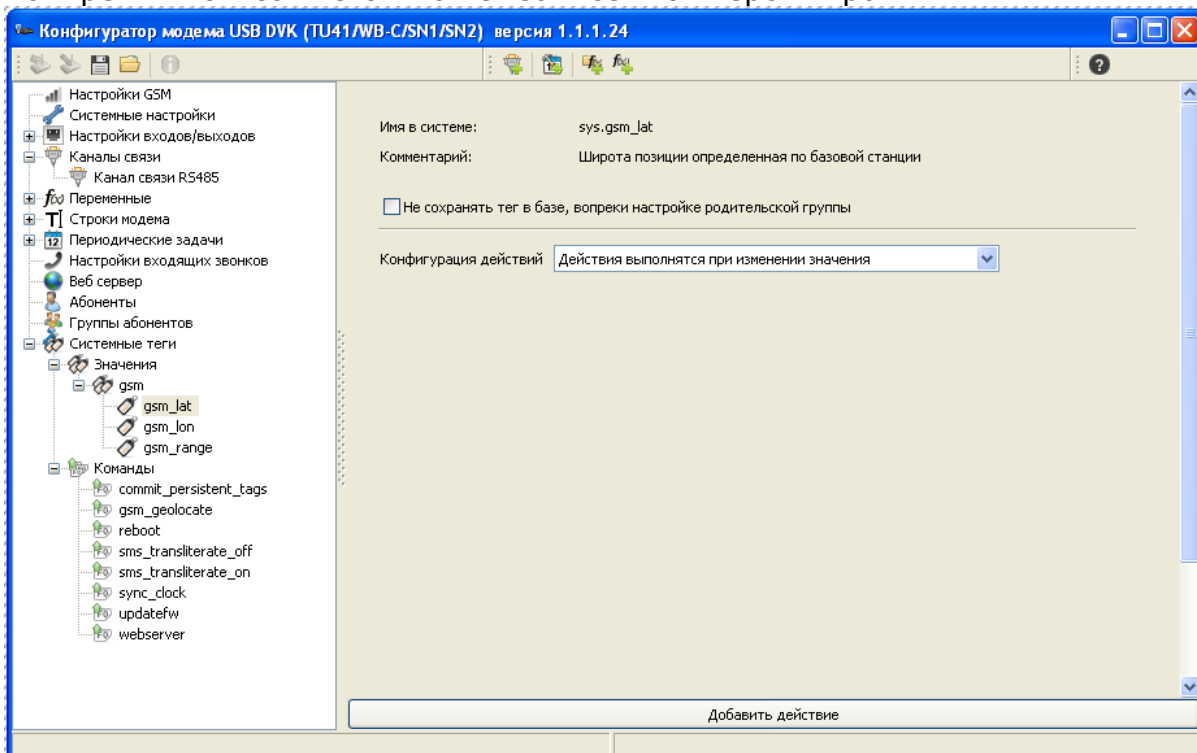 Конфигуратор модема USB DVK (TU41/WB-C/SN1/SN2) версия 1.1.1.24
Настройки GSM
Системные настройки
Настройки входов/выходов
Каналы связи
Канал связи RS485
f(x) Переменные
T Строки модема
12 Периодические задачи
Настройки входящих звонков
Веб сервер
Абоненты
Группы абонентов
Системные теги
Значения
gsm
gsm_lat
gsm_lon
gsm_range
Команды
commit_persistent_tags
gsm_geolocate
reboot
sms_transliterate_off
sms_transliterate_on
sync_clock
updatefw
webserver
Имя в системе: sys.gsm_lat
Комментарий: Широта позиции определенная по базовой станции
Не сохранять тег в базе, вопреки настройке родительской группы
Конфигурация действий Действия выполнятся при изменении значения
Добавить действие